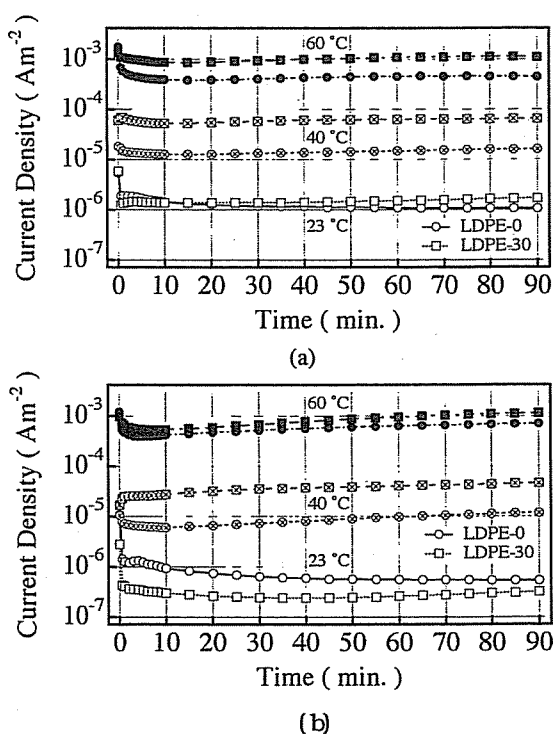 Current Density ( Am⁻² )
10⁻³
10⁻⁴
10⁻⁵
10⁻⁶
10⁻⁷
60 °C
40 °C
23 °C
LDPE-0
LDPE-30
0 10 20 30 40 50 60 70 80 90
Time ( min. )
(a)
Current Density ( Am⁻² )
10⁻³
10⁻⁴
10⁻⁵
10⁻⁶
10⁻⁷
60 °C
40 °C
23 °C
LDPE-0
LDPE-30
0 10 20 30 40 50 60 70 80 90
Time ( min. )
(b)